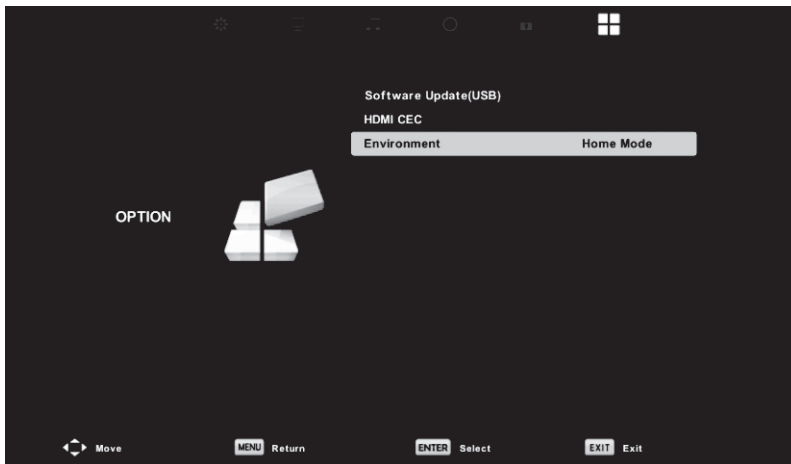 Software Update(USB)
HDMI CEC
Environment Home Mode
OPTION
Move MENU Return ENTER Select EXIT Exit